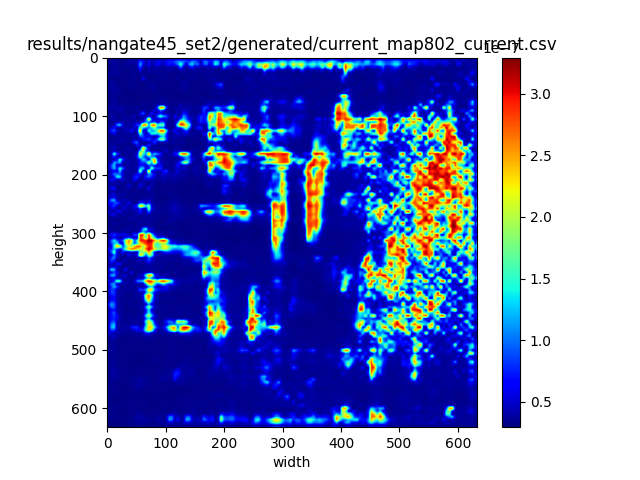 results/nangate45_set2/generated/current_map802_current.csv
1e−7
0
100
200
300
400
500
600
height
0 100 200 300 400 500 600
width
3.0
2.5
2.0
1.5
1.0
0.5